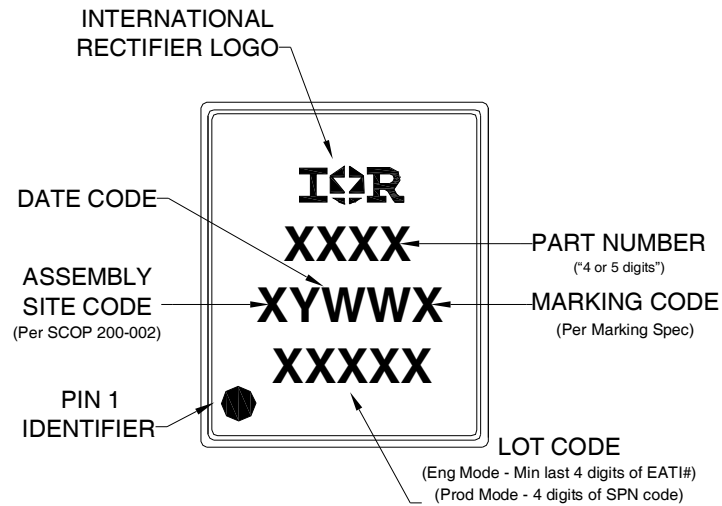 INTERNATIONAL
RECTIFIER LOGO
IOR
DATE CODE
XXXX
PART NUMBER
("4 or 5 digits")
ASSEMBLY
SITE CODE
(Per SCOP 200-002)
XYWWX
MARKING CODE
(Per Marking Spec)
XXXXX
PIN 1
IDENTIFIER
LOT CODE
(Eng Mode - Min last 4 digits of EATI#)
(Prod Mode - 4 digits of SPN code)